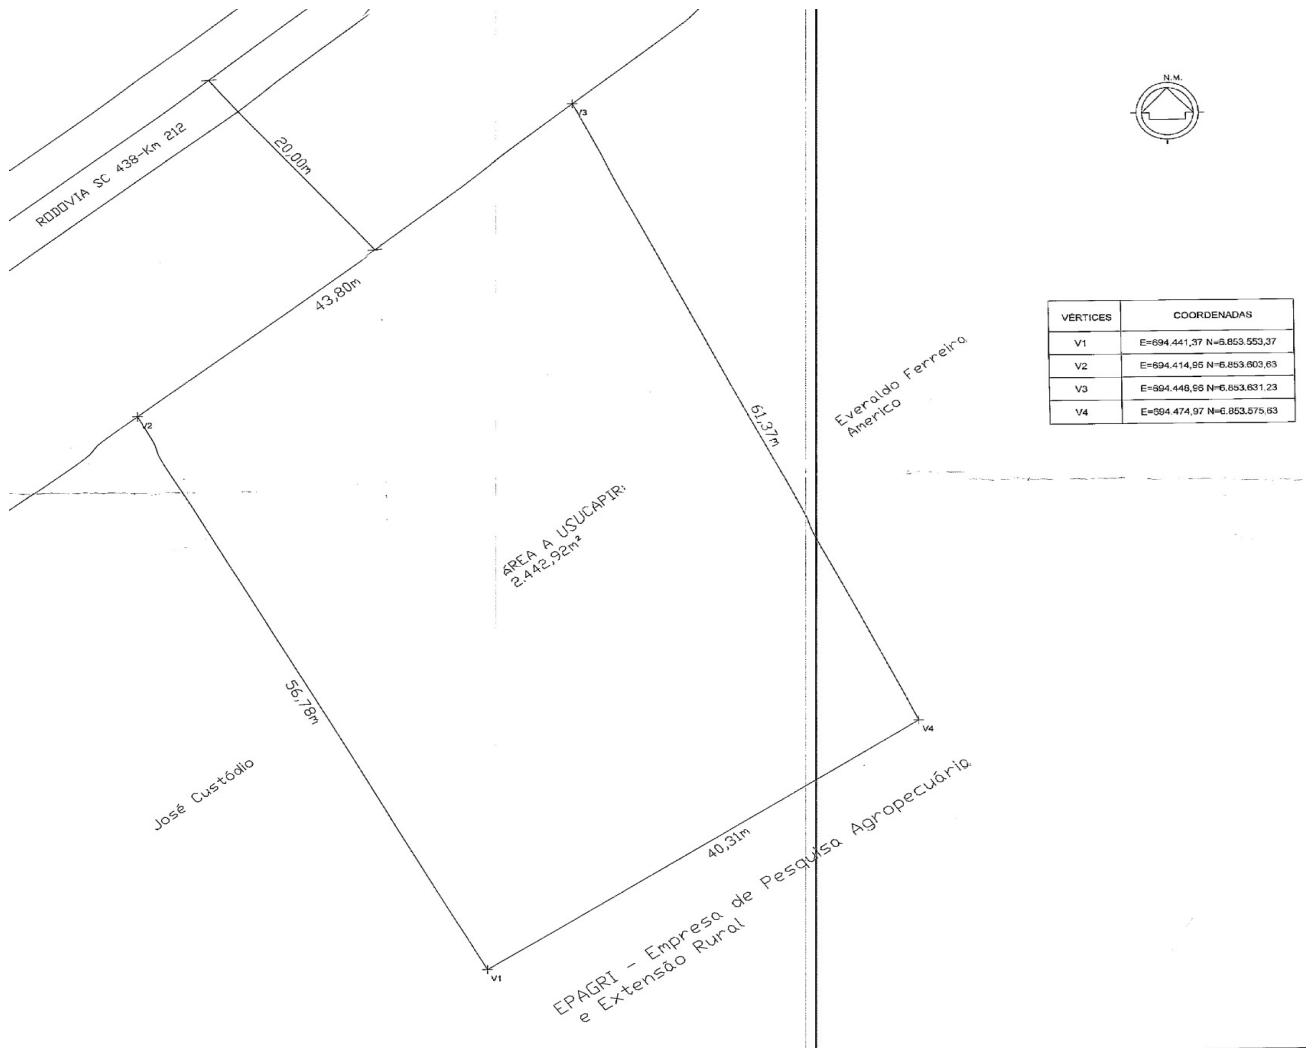 N.M.
V3
20,00m
RODOVIA SC 438-Km 212
43,80m
VÉRTICES COORDENADAS
V1 E=694.441,37 N=6.853.553,37
V2 E=694.414,95 N=6.853.603,63
V3 E=694.448,96 N=6.853.631,23
V4 E=694.474,97 N=6.853.575,63
Everaldo Ferreira
Americo
V2
61,37m
ÁREA A USUCAPIR:
2.442,92m²
56,78m
V4
José Custódio
40,31m
EPAGRI - Empresa de Pesquisa Agropecuária
e Extensão Rural
V1